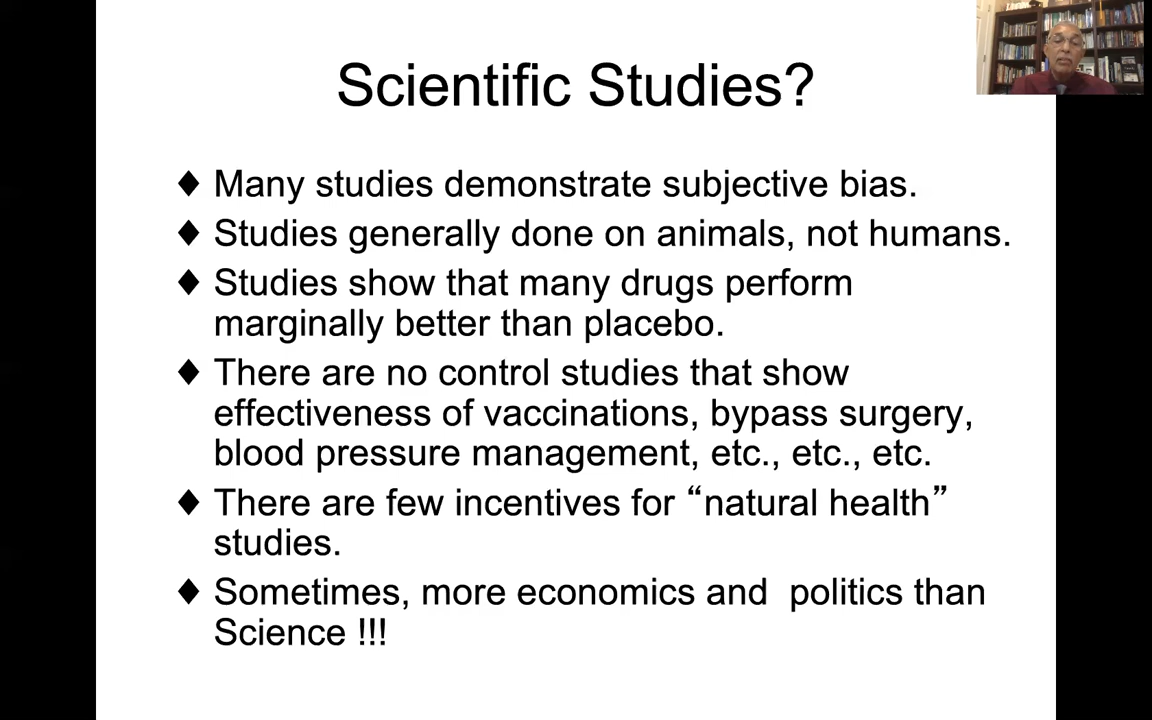 Scientific Studies?
♦ Many studies demonstrate subjective bias.
♦ Studies generally done on animals, not humans.
♦ Studies show that many drugs perform
marginally better than placebo.
♦ There are no control studies that show
effectiveness of vaccinations, bypass surgery,
blood pressure management, etc., etc., etc.
♦ There are few incentives for “natural health”
studies.
♦ Sometimes, more economics and  politics than
Science !!!